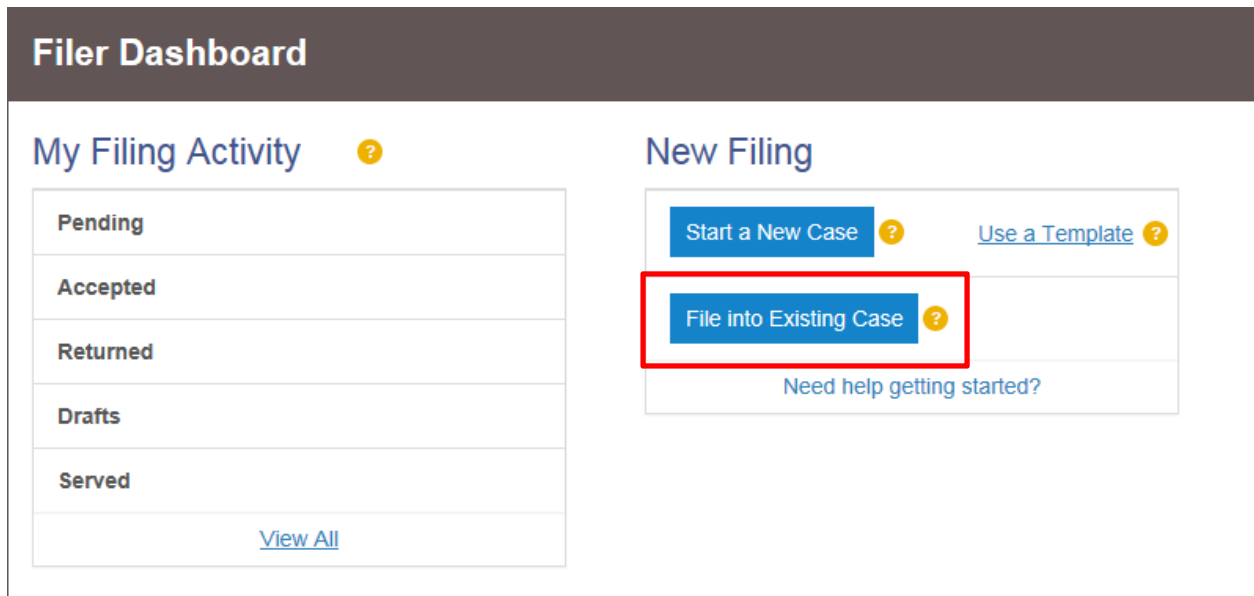 Filer Dashboard
My Filing Activity ?
Pending
Accepted
Returned
Drafts
Served
View All
New Filing
Start a New Case ? Use a Template ?
File into Existing Case ?
Need help getting started?